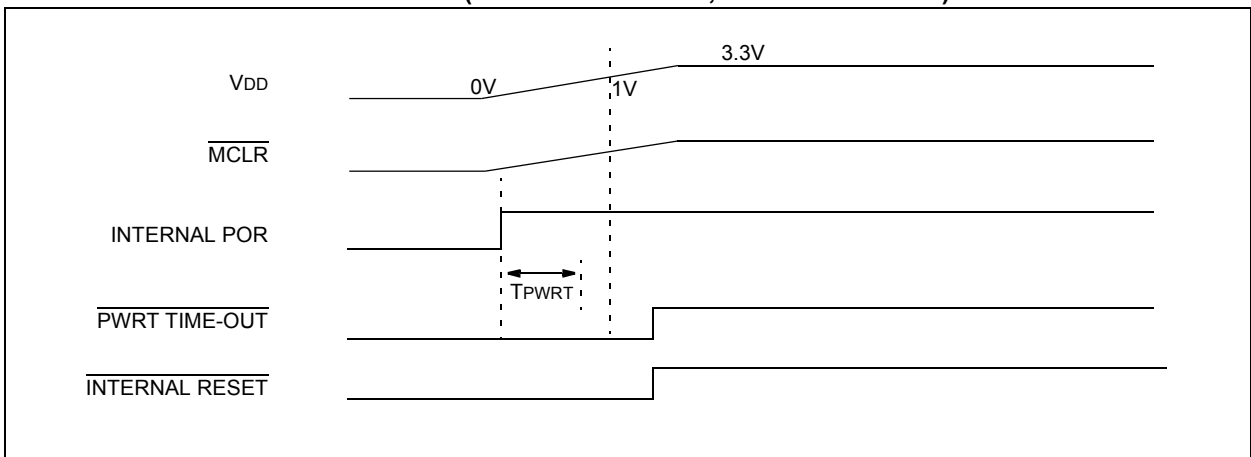 3.3V
VDD
0V
1V
MCLR
INTERNAL POR
TPWRT
PWRT TIME-OUT
INTERNAL RESET